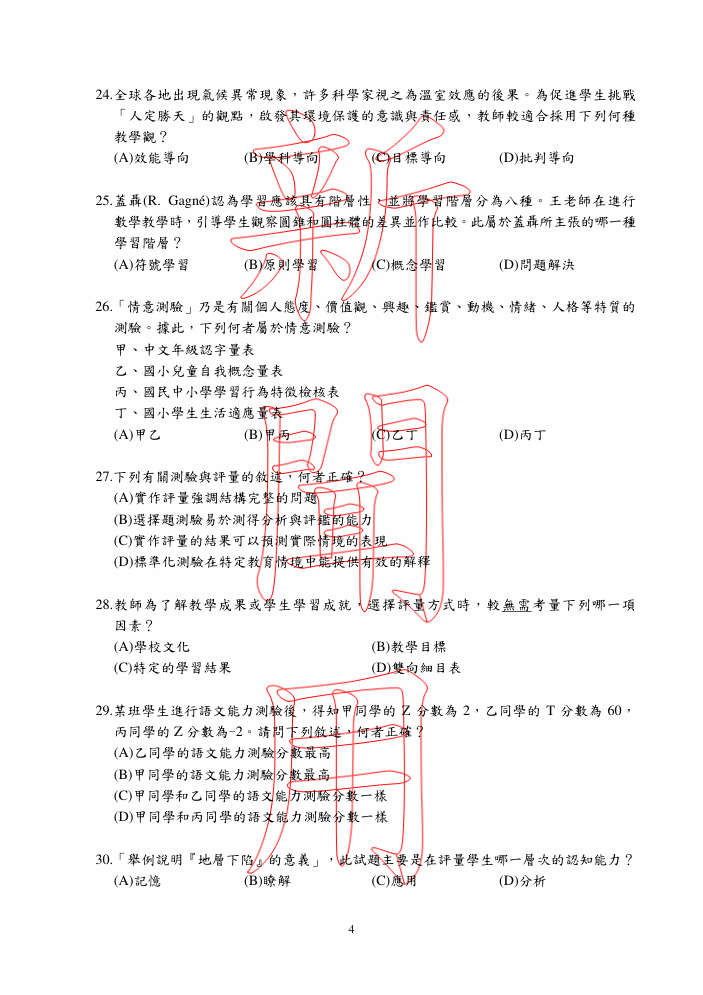 24.全球各地出現氣候異常現象，許多科學家視之為溫室效應的後果。為促進學生挑戰
「人定勝天」的觀點，啟發其環境保護的意識與責任感，教師較適合採用下列何種
教學觀？
(A)效能導向 (B)學科導向 (C)目標導向 (D)批判導向
25.蓋聶(R. Gagné)認為學習應該具有階層性，並將學習階層分為八種。王老師在進行
數學教學時，引導學生觀察圓錐和圓柱體的差異並作比較。此屬於蓋聶所主張的哪一種
學習階層？
(A)符號學習 (B)原則學習 (C)概念學習 (D)問題解決
26.「情意測驗」乃是有關個人態度、價值觀、興趣、鑑賞、動機、情緒、人格等特質的
測驗。據此，下列何者屬於情意測驗？
甲、中文年級認字量表
乙、國小兒童自我概念量表
丙、國民中小學學習行為特徵檢核表
丁、國小學生生活適應量表
(A)甲乙 (B)甲丙 (C)乙丁 (D)丙丁
27.下列有關測驗與評量的敘述，何者正確？
(A)實作評量強調結構完整的問題
(B)選擇題測驗易於測得分析與評鑑的能力
(C)實作評量的結果可以預測實際情境的表現
(D)標準化測驗在特定教育情境中能提供有效的解釋
28.教師為了解教學成果或學生學習成就，選擇評量方式時，較無需考量下列哪一項
因素？
(A)學校文化 (B)教學目標
(C)特定的學習結果 (D)雙向細目表
29.某班學生進行語文能力測驗後，得知甲同學的 Z 分數為 2，乙同學的 T 分數為 60，
丙同學的 Z 分數為-2。請問下列敘述，何者正確？
(A)乙同學的語文能力測驗分數最高
(B)甲同學的語文能力測驗分數最高
(C)甲同學和乙同學的語文能力測驗分數一樣
(D)甲同學和丙同學的語文能力測驗分數一樣
30.「舉例說明『地層下陷』的意義」，此試題主要是在評量學生哪一層次的認知能力？
(A)記憶 (B)瞭解 (C)應用 (D)分析
4
新
聞
用